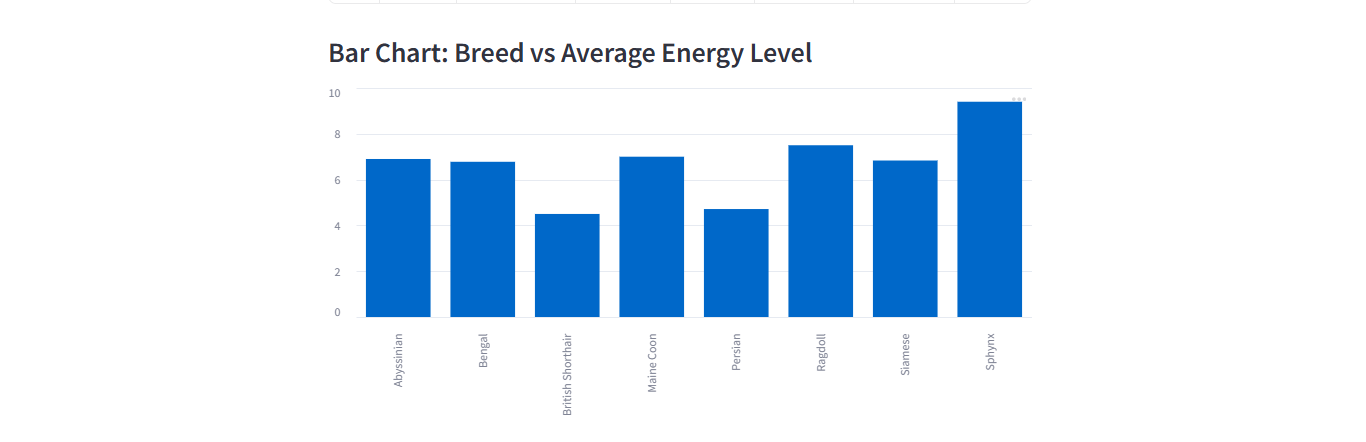 Bar Chart: Breed vs Average Energy Level
10
8
6
4
2
0
Abyssinian
Bengal
British Shorthair
Maine Coon
Persian
Ragdoll
Siamese
Sphynx